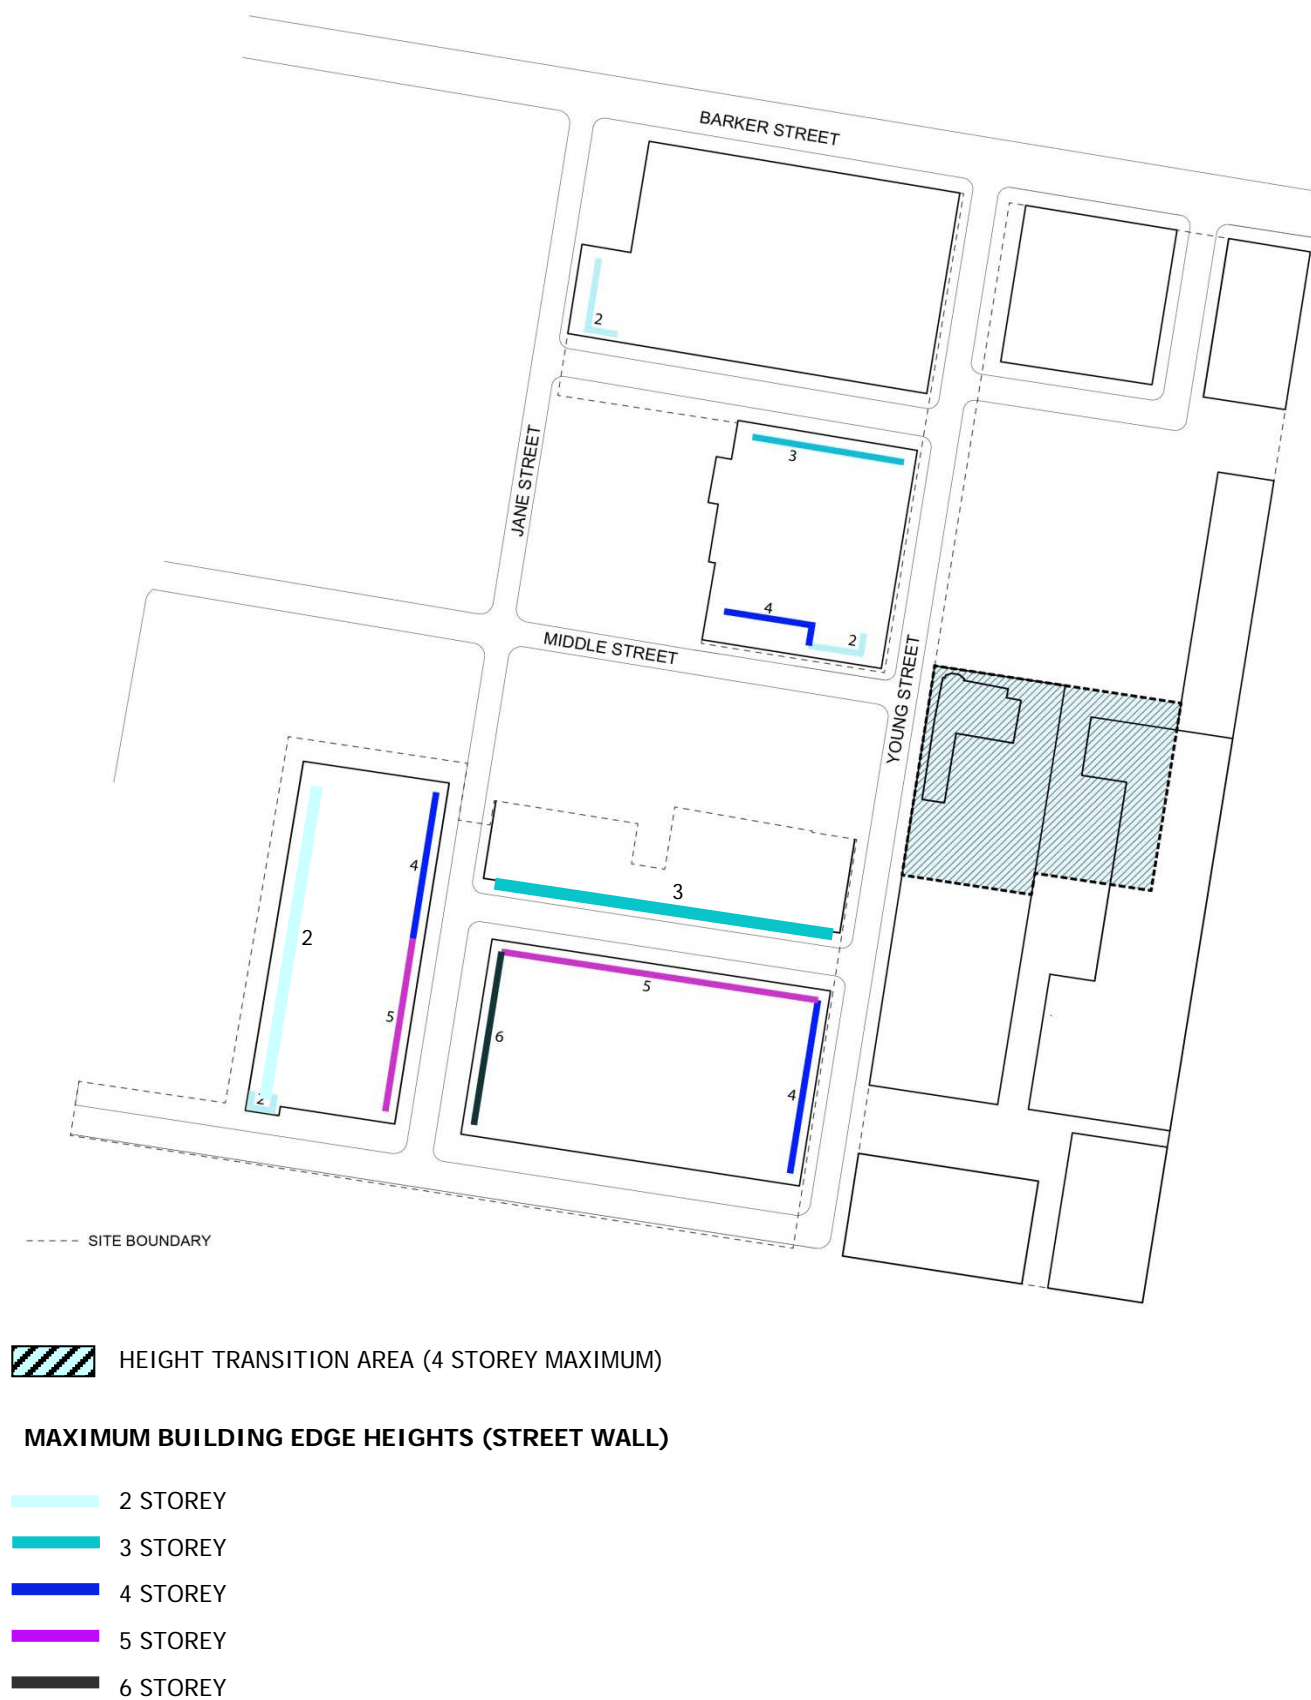 BARKER STREET
2
JANE STREET
3
4
2
MIDDLE STREET
YOUNG STREET
4
3
2
5
5
6
4
2
SITE BOUNDARY
HEIGHT TRANSITION AREA (4 STOREY MAXIMUM)
MAXIMUM BUILDING EDGE HEIGHTS (STREET WALL)
2 STOREY
3 STOREY
4 STOREY
5 STOREY
6 STOREY